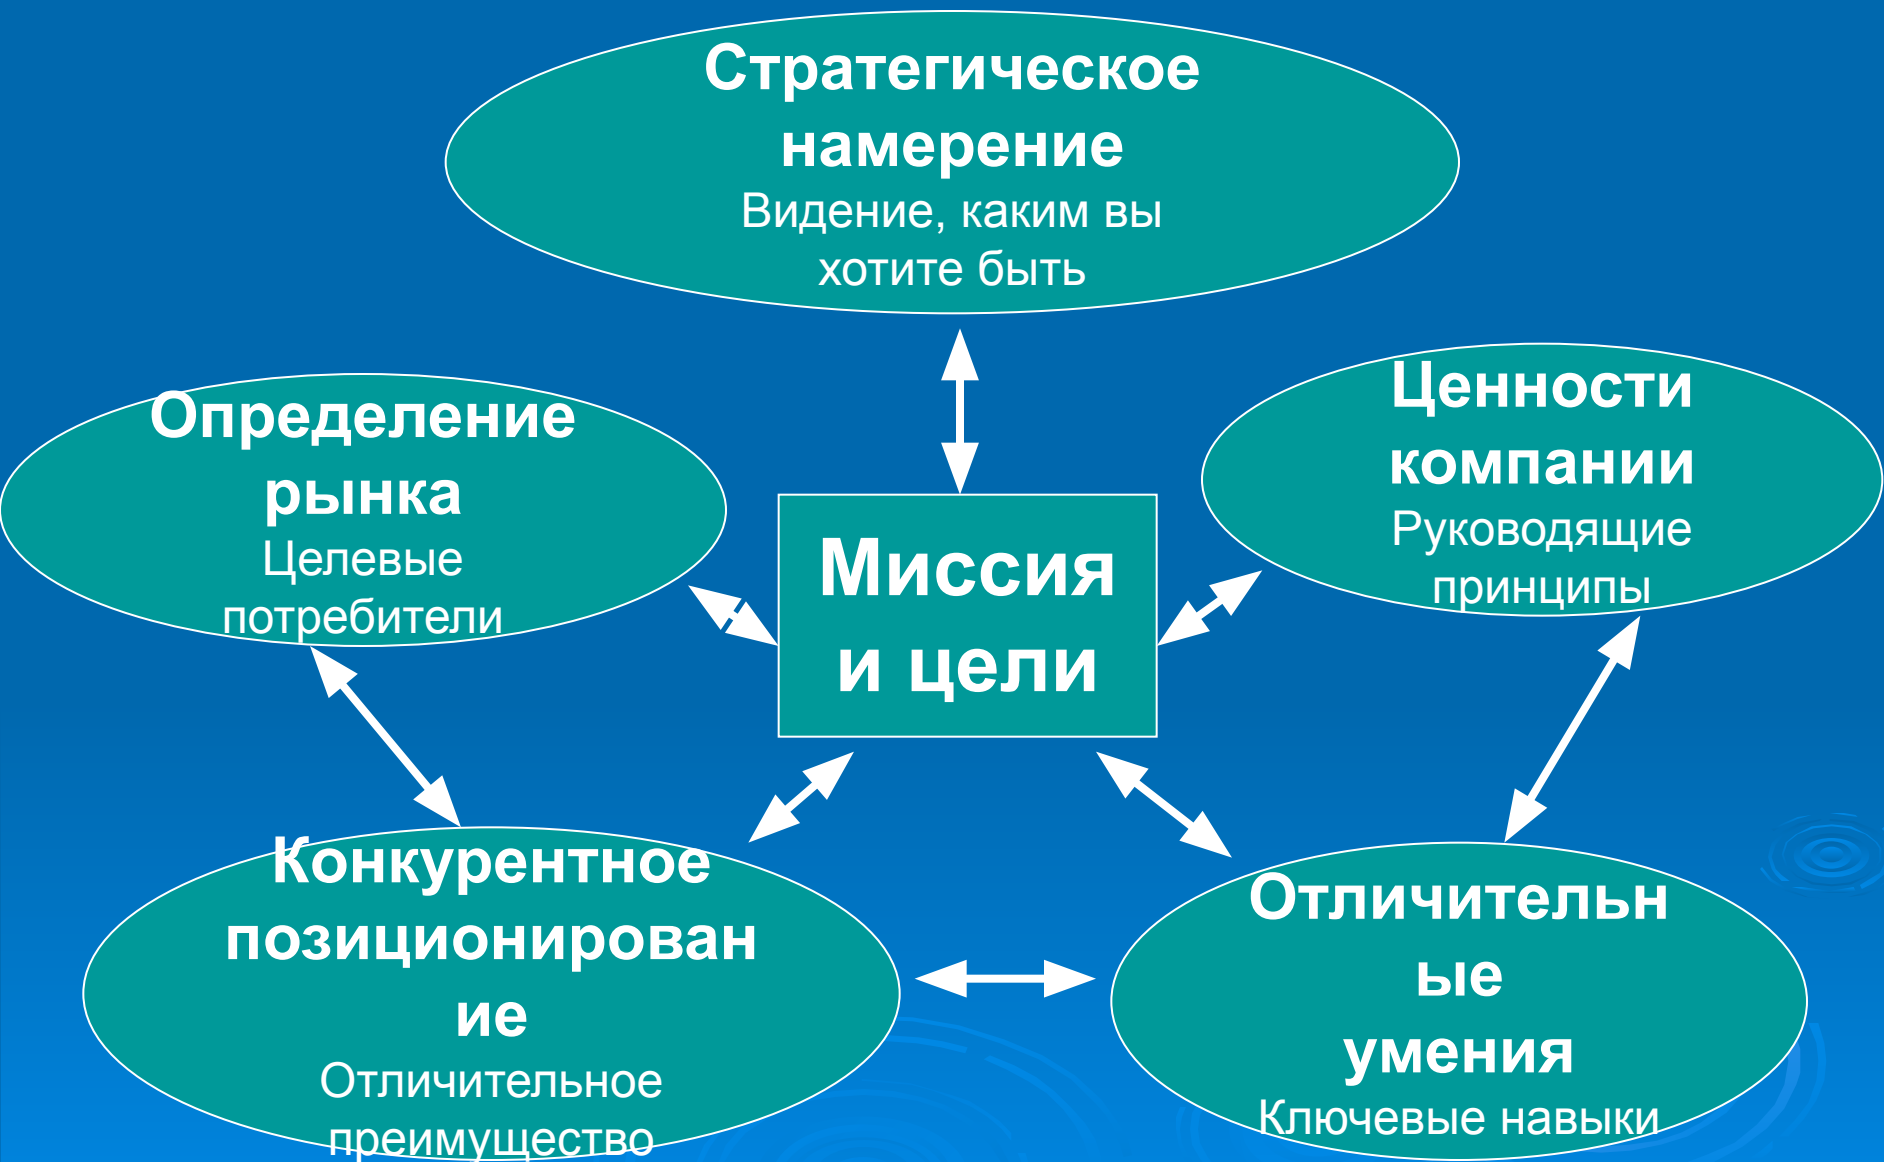 Стратегическое
намерение
Видение, каким вы
хотите быть
Определение
рынка
Целевые
потребители
Ценности
компании
Руководящие
принципы
Миссия
и цели
Конкурентное
позиционирован
ие
Отличительное
преимущество
Отличительн
ые
умения
Ключевые навыки